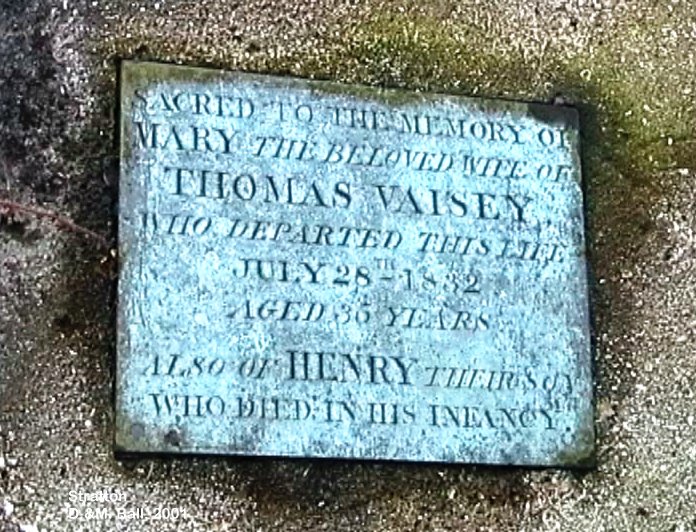 SACRED TO THE MEMORY OF
MARY THE BELOVED WIFE OF
THOMAS VAISEY,
WHO DEPARTED THIS LIFE
JULY 28TH 1832
AGED 36 YEARS
ALSO OF HENRY THEIR SON
WHO DIED IN HIS INFANCY.
Stratton
D.&M. Ball 2001